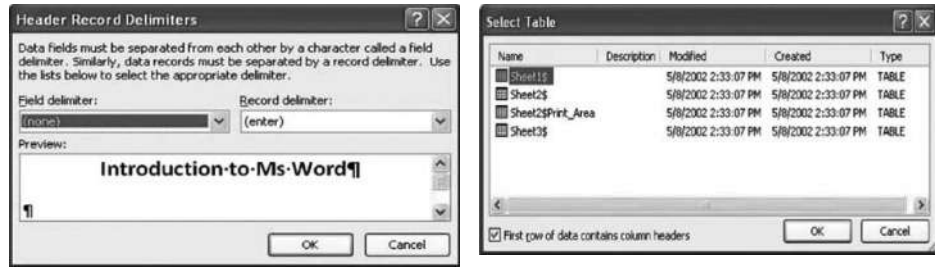 Header Record Delimiters
Data fields must be separated from each other by a character called a field
delimiter. Similarly, data records must be separated by a record delimiter. Use
the lists below to select the appropriate delimiter.
Field delimiter: Record delimiter:
(none) (enter)
Preview:
Introduction·to·Ms·Word¶
¶
OK Cancel
Select Table
Name Description Modified Created Type
Sheet1$ 5/8/2002 2:33:07 PM 5/8/2002 2:33:07 PM TABLE
Sheet2$ 5/8/2002 2:33:07 PM 5/8/2002 2:33:07 PM TABLE
Sheet2$Print_Area 5/8/2002 2:33:07 PM 5/8/2002 2:33:07 PM TABLE
Sheet3$ 5/8/2002 2:33:07 PM 5/8/2002 2:33:07 PM TABLE
First row of data contains column headers
OK Cancel